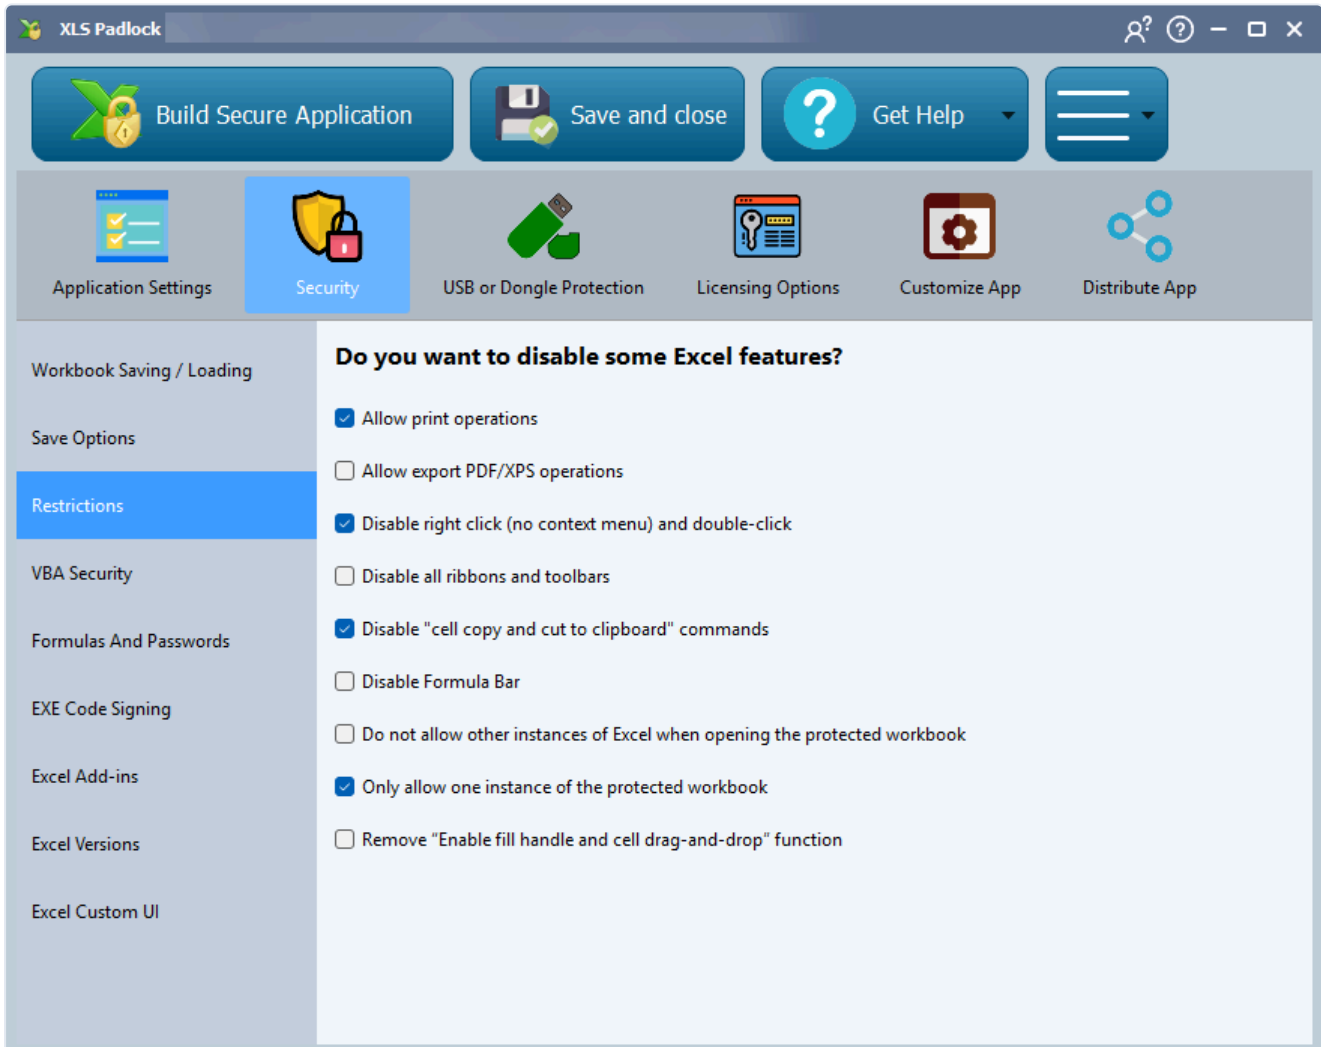 XLS Padlock
Build Secure Application
Save and close
Get Help
Application Settings
Security
USB or Dongle Protection
Licensing Options
Customize App
Distribute App
Workbook Saving / Loading
Save Options
Restrictions
VBA Security
Formulas And Passwords
EXE Code Signing
Excel Add-ins
Excel Versions
Excel Custom UI
Do you want to disable some Excel features?
Allow print operations
Allow export PDF/XPS operations
Disable right click (no context menu) and double-click
Disable all ribbons and toolbars
Disable "cell copy and cut to clipboard" commands
Disable Formula Bar
Do not allow other instances of Excel when opening the protected workbook
Only allow one instance of the protected workbook
Remove “Enable fill handle and cell drag-and-drop” function